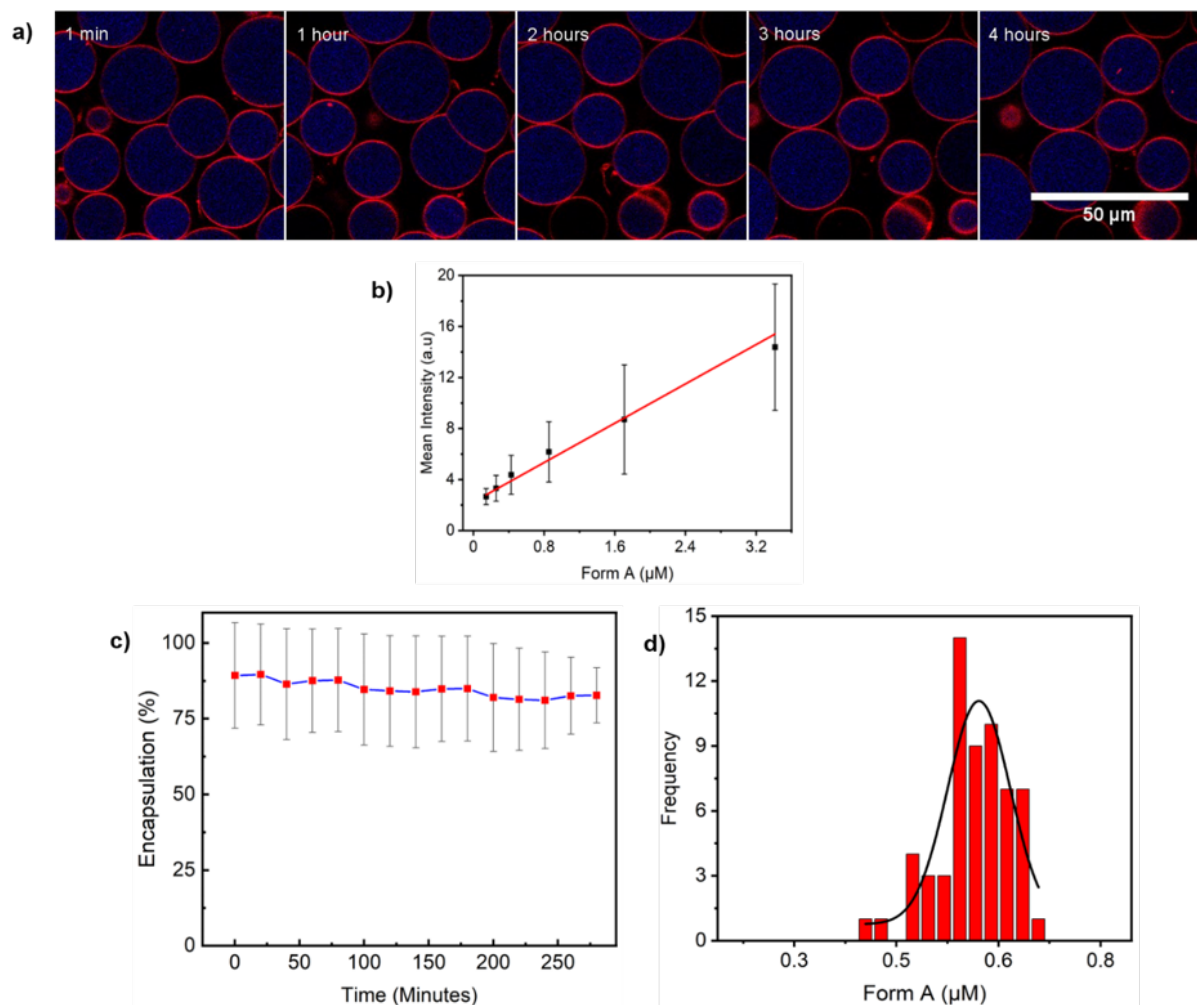 a)
1 min
1 hour
2 hours
3 hours
4 hours
50 µm
b)
20
16
12
8
4
0
Mean Intensity (a.u)
0 0.8 1.6 2.4 3.2
Form A (µM)
c)
100
75
50
25
0
Encapsulation (%)
0 50 100 150 200 250
Time (Minutes)
d)
15
12
9
6
3
0
Frequency
0.3 0.5 0.6 0.8
Form A (µM)